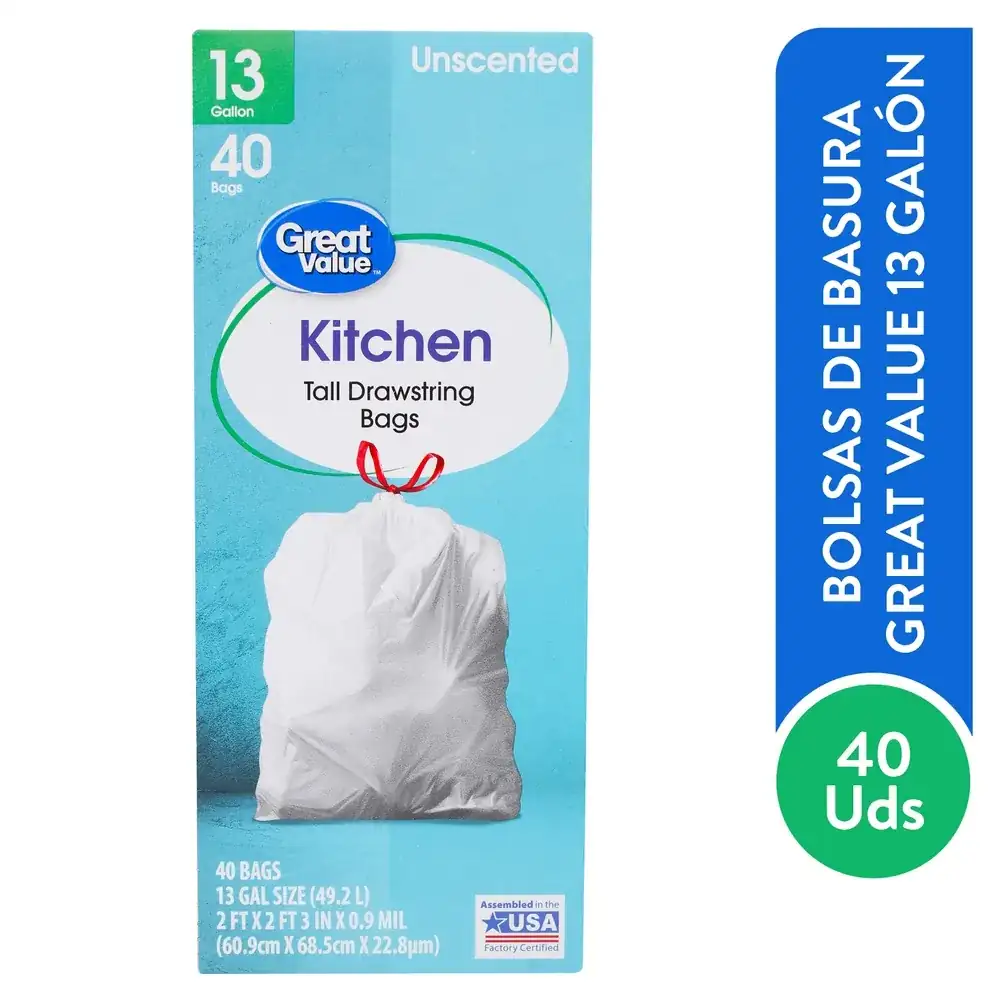 13
Gallon
40
Bags
Unscented
Great
Value™
Kitchen
Tall Drawstring
Bags
40 BAGS
13 GAL SIZE (49.2 L)
2 FT X 2 FT 3 IN X 0.9 MIL
(60.9cm X 68.5cm X 22.8µm)
Assembled in the
USA
Factory Certified
BOLSAS DE BASURA
GREAT VALUE 13 GALÓN
40
Uds